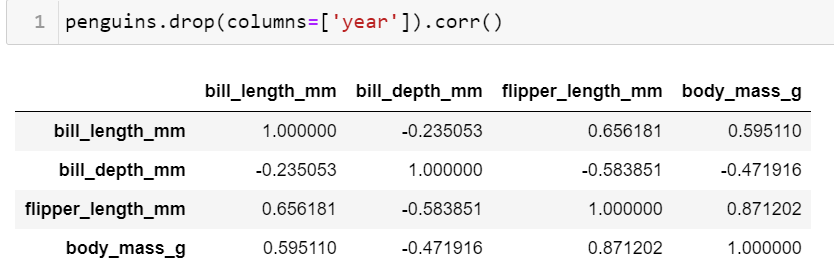 1 penguins.drop(columns=['year']).corr()
bill_length_mm bill_depth_mm flipper_length_mm body_mass_g
bill_length_mm 1.000000 -0.235053 0.656181 0.595110
bill_depth_mm -0.235053 1.000000 -0.583851 -0.471916
flipper_length_mm 0.656181 -0.583851 1.000000 0.871202
body_mass_g 0.595110 -0.471916 0.871202 1.000000